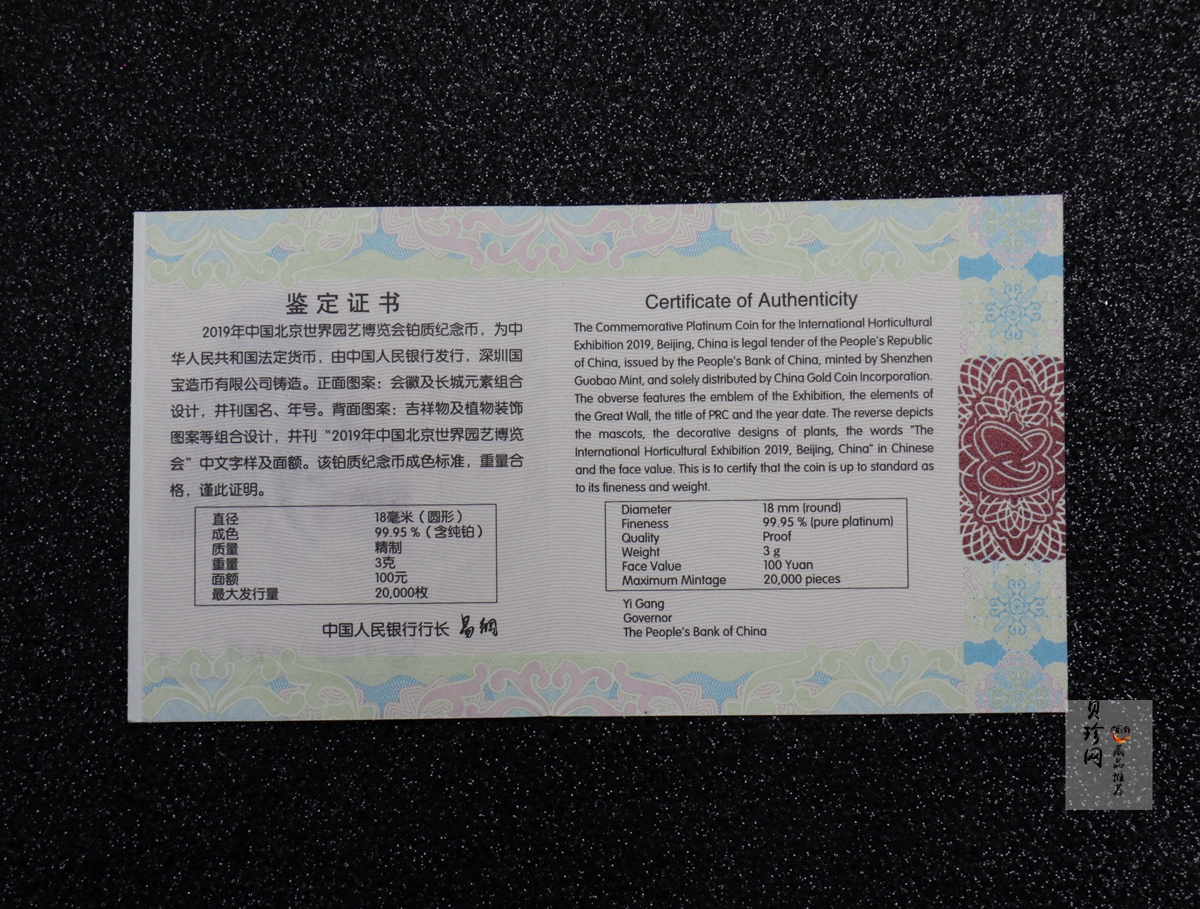 鉴定证书
2019年中国北京世界园艺博览会铂质纪念币，为中
华人民共和国法定货币，由中国人民银行发行，深圳国
宝造币有限公司铸造。正面图案：会徽及长城元素组合
设计，并刊国名、年号。背面图案：吉祥物及植物装饰
图案等组合设计，并刊“2019年中国北京世界园艺博览
会”中文字样及面额。该铂质纪念币成色标准，重量合
格，谨此证明。
直径 18毫米（圆形）
成色 99.95％（含纯铂）
质量 精制
重量 3克
面额 100元
最大发行量 20,000枚
中国人民银行行长 易纲
Certificate of Authenticity
The Commemorative Platinum Coin for the International Horticultural
Exhibition 2019, Beijing, China is legal tender of the People's Republic
of China, issued by the People's Bank of China, minted by Shenzhen
Guobao Mint, and solely distributed by China Gold Coin Incorporation.
The obverse features the emblem of the Exhibition, the elements of
the Great Wall, the title of PRC and the year date. The reverse depicts
the mascots, the decorative designs of plants, the words "The
International Horticultural Exhibition 2019, Beijing, China" in Chinese
and the face value. This is to certify that the coin is up to standard as
to its fineness and weight.
Diameter 18 mm (round)
Fineness 99.95 % (pure platinum)
Quality Proof
Weight 3 g
Face Value 100 Yuan
Maximum Mintage 20,000 pieces
Yi Gang
Governor
The People's Bank of China
贝珍网
藏品推荐